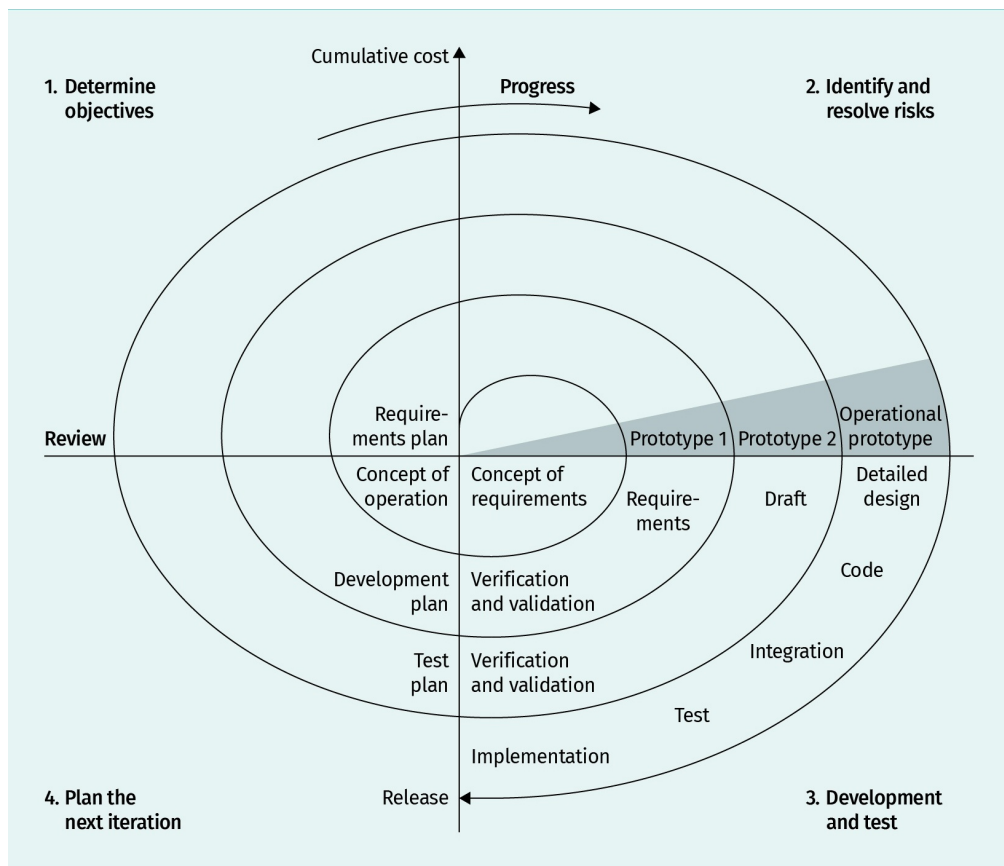 Cumulative cost
1. Determine
objectives
Progress
2. Identify and
resolve risks
Require-
ments plan
Operational
prototype
Review
Prototype 1
Prototype 2
Concept of
operation
Concept of
requirements
Require-
ments
Draft
Detailed
design
Code
Development
plan
Verification
and validation
Integration
Test
plan
Verification
and validation
Test
Implementation
4. Plan the
next iteration
Release
3. Development
and test